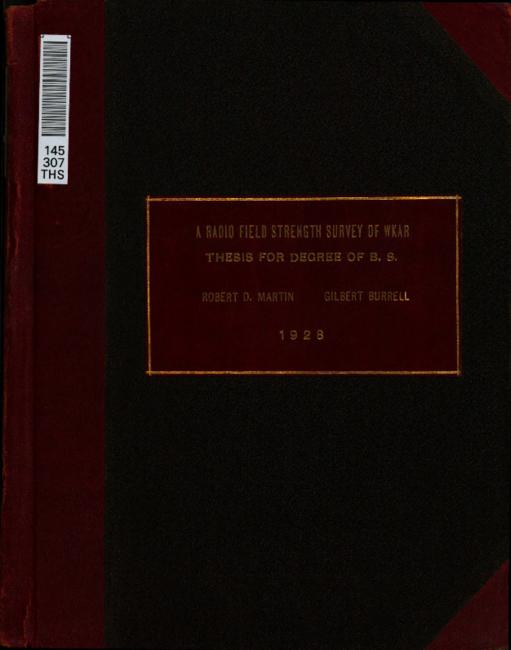 145
307
THS
A RADIO FIELD STRENGTH SURVEY OF WKAR
THESIS FOR DEGREE OF B. S.
ROBERT D. MARTIN GILBERT BURRELL
1928